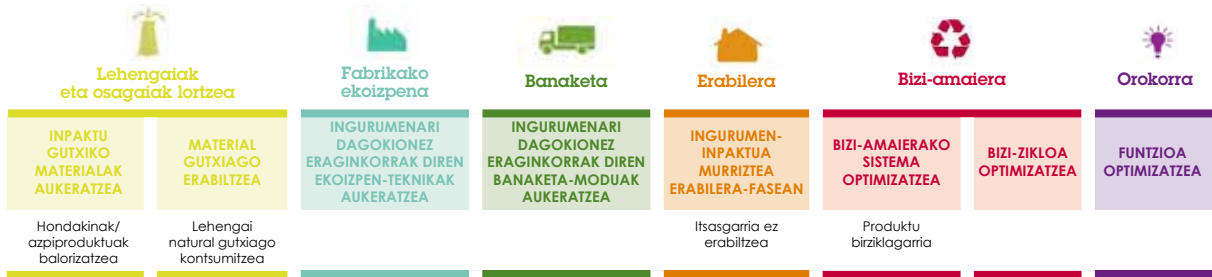 Lehengaiak
eta osagaiak lortzea
Fabrikako
ekoizpena
Banaketa
Erabilera
Bizi-amaiera
Orokorra
INPAKTU
GUTXIKO
MATERIALAK
AUKERATZEA
MATERIAL
GUTXIAGO
ERABILTZEA
INGURUMENARI
DAGOKIONEZ
ERAGINKORRAK DIREN
EKOIZPEN-TEKNIKAK
AUKERATZEA
INGURUMENARI
DAGOKIONEZ
ERAGINKORRAK DIREN
BANAKETA-MODUAK
AUKERATZEA
INGURUMEN-
INPAKTUA
MURRIZTEA
ERABILERA-FASEAN
BIZI-AMAIERAKO
SISTEMA
OPTIMIZATZEA
BIZI-ZIKLOA
OPTIMIZATZEA
FUNTZIOA
OPTIMIZATZEA
Hondakinak/
azpiproduktuak
balorizatzea
Lehengai
natural gutxiago
kontsumitzea
Itsasgarria ez
erabiltzea
Produktu
birziklagarria